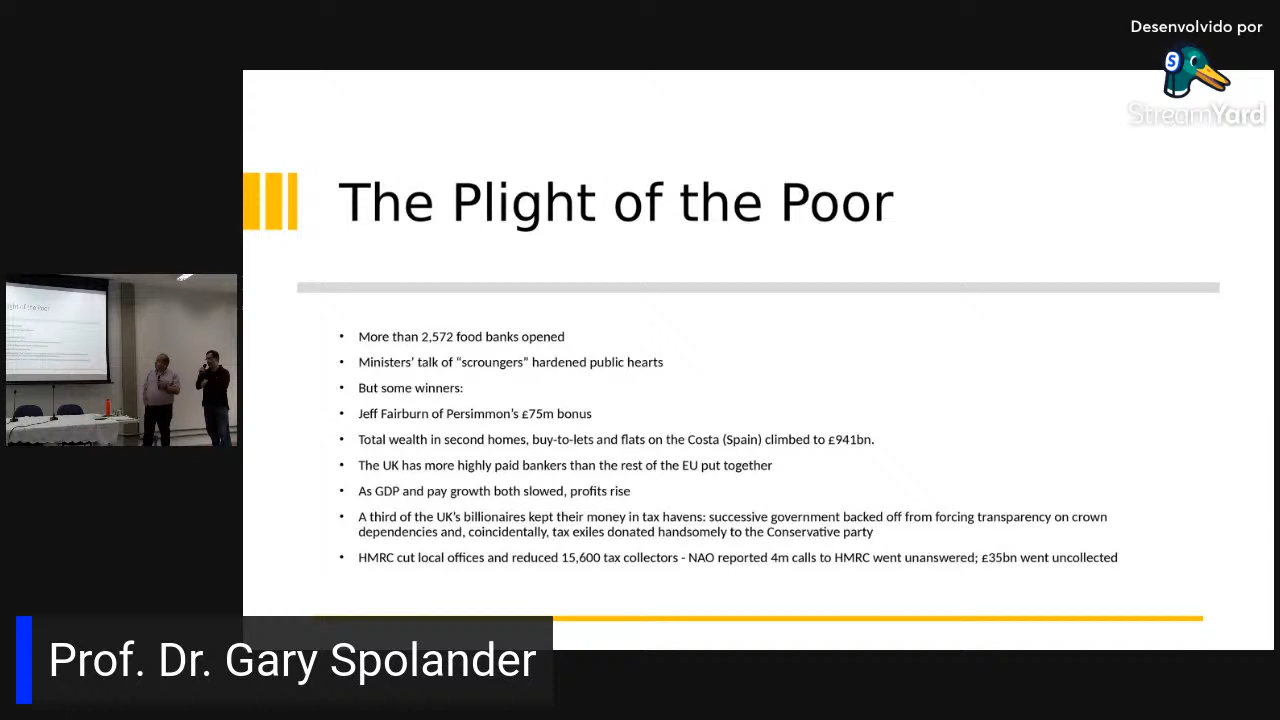 Desenvolvido por
StreamYard
The Plight of the Poor
• More than 2,572 food banks opened
• Ministers’ talk of “scroungers” hardened public hearts
• But some winners:
• Jeff Fairburn of Persimmon’s £75m bonus
• Total wealth in second homes, buy-to-lets and flats on the Costa (Spain) climbed to £941bn.
• The UK has more highly paid bankers than the rest of the EU put together
• As GDP and pay growth both slowed, profits rise
• A third of the UK’s billionaires kept their money in tax havens: successive government backed off from forcing transparency on crown
dependencies and, coincidentally, tax exiles donated handsomely to the Conservative party
• HMRC cut local offices and reduced 15,600 tax collectors - NAO reported 4m calls to HMRC went unanswered; £35bn went uncollected
Prof. Dr. Gary Spolander